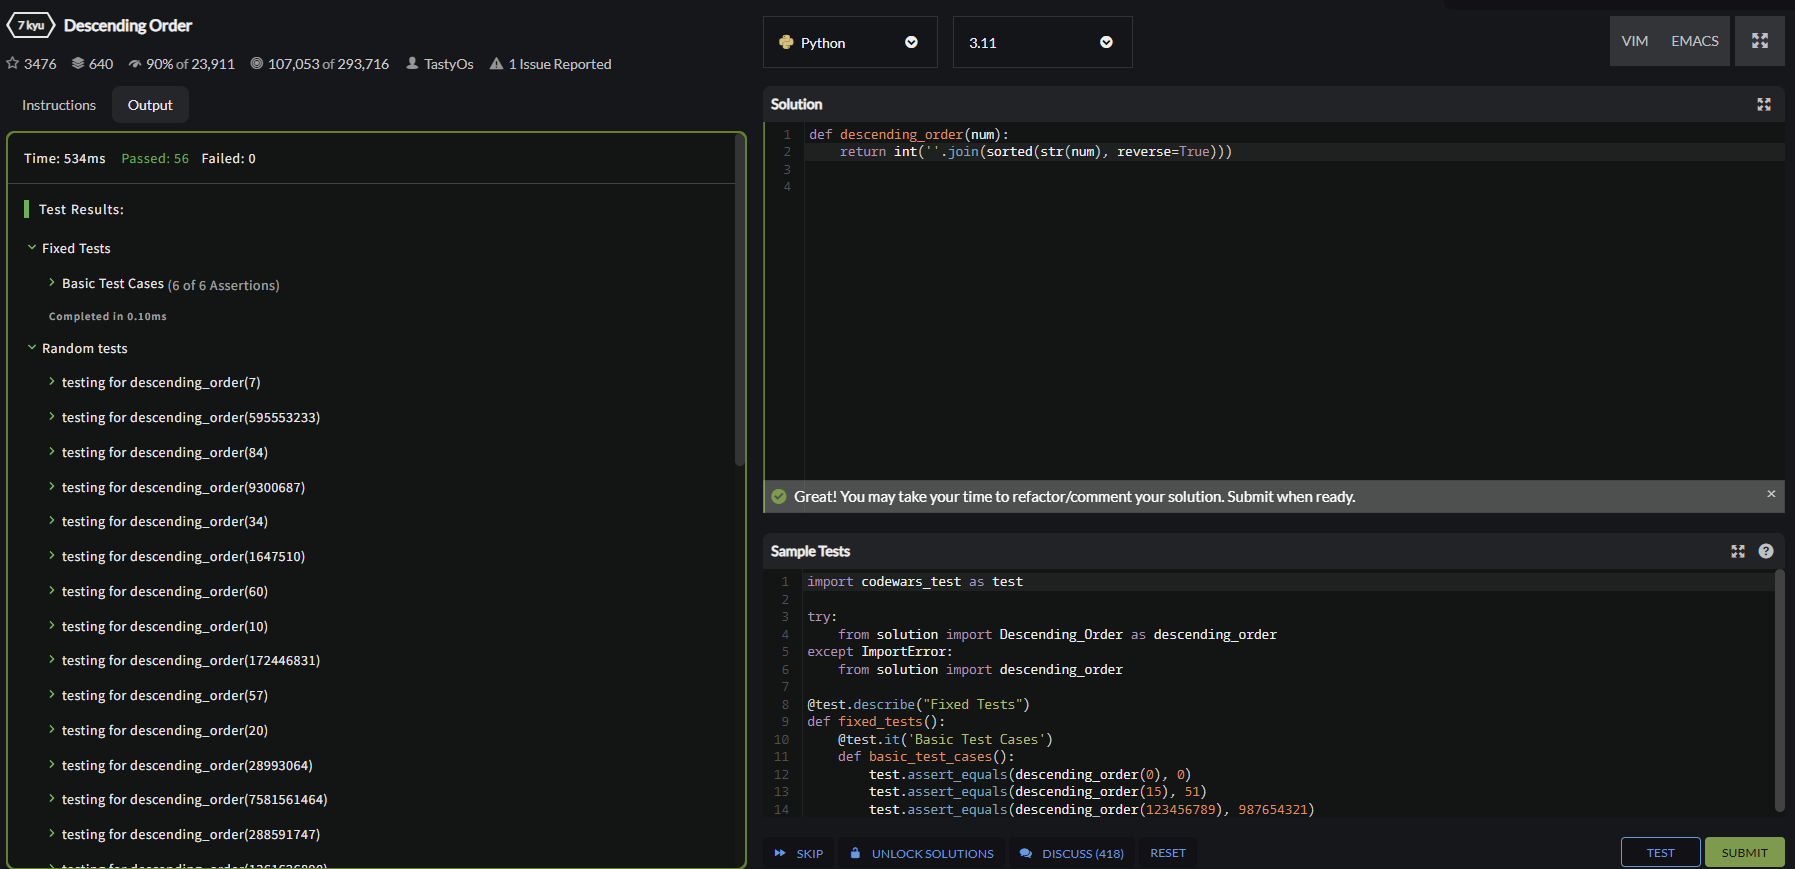 7 kyu Descending Order
3476 640 90% of 23,911 107,053 of 293,716 TastyOs 1 Issue Reported
Instructions Output
Time: 534ms Passed: 56 Failed: 0
Test Results:
Fixed Tests
Basic Test Cases (6 of 6 Assertions)
Completed in 0.10ms
Random tests
testing for descending_order(7)
testing for descending_order(595553233)
testing for descending_order(84)
testing for descending_order(9300687)
testing for descending_order(34)
testing for descending_order(1647510)
testing for descending_order(60)
testing for descending_order(10)
testing for descending_order(172446831)
testing for descending_order(57)
testing for descending_order(20)
testing for descending_order(28993064)
testing for descending_order(7581561464)
testing for descending_order(288591747)
Python 3.11 VIM EMACS
Solution
1 def descending_order(num):
2     return int(''.join(sorted(str(num), reverse=True)))
3
4
Great! You may take your time to refactor/comment your solution. Submit when ready. ×
Sample Tests ?
1 import codewars_test as test
2
3 try:
4     from solution import Descending_Order as descending_order
5 except ImportError:
6     from solution import descending_order
7
8 @test.describe("Fixed Tests")
9 def fixed_tests():
10     @test.it('Basic Test Cases')
11     def basic_test_cases():
12         test.assert_equals(descending_order(0), 0)
13         test.assert_equals(descending_order(15), 51)
14         test.assert_equals(descending_order(123456789), 987654321)
SKIP UNLOCK SOLUTIONS DISCUSS (418) RESET TEST SUBMIT